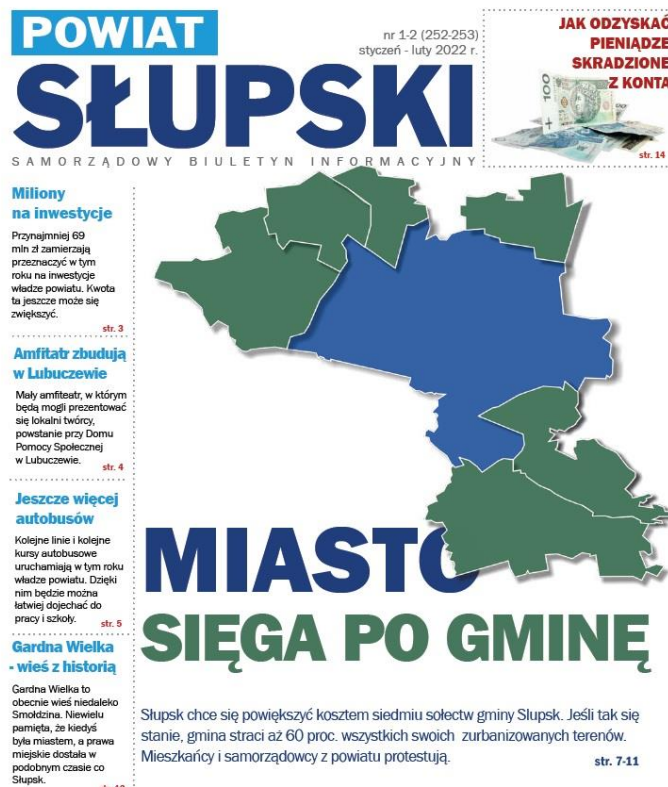 POWIAT
SŁUPSKI
nr 1-2 (252-253)
styczeń - luty 2022 r.
SAMORZĄDOWY BIULETYN INFORMACYJNY
JAK ODZYSKAĆ
PIENIĄDZE
SKRADZIONE
Z KONTA
100
str. 14
Miliony
na inwestycje
Przynajmniej 69
mln zł zamierzają
przeznaczyć w tym
roku na inwestycje
władze powiatu. Kwota
ta jeszcze może się
zwiększyć.
str. 3
Amfitatr zbudują
w Lubuczewie
Mały amfiteatr, w którym
będą mogli prezentować
się lokalni twórcy,
powstanie przy Domu
Pomocy Społecznej
w Lubuczewie.
str. 4
Jeszcze więcej
autobusów
Kolejne linie i kolejne
kursy autobusowe
uruchamiają w tym roku
władze powiatu. Dzięki
nim będzie można
łatwiej dojechać do
pracy i szkoły.
str. 5
Gardna Wielka
- wieś z historią
Gardna Wielka to
obecnie wieś niedaleko
Smołdzina. Niewielu
pamięta, że kiedyś
była miastem, a prawa
miejskie dostała w
podobnym czasie co
Słupsk.
MIASTO
SIĘGA PO GMINĘ
Słupsk chce się powiększyć kosztem siedmiu sołectw gminy Slupsk. Jeśli tak się
stanie, gmina straci aż 60 proc. wszystkich swoich zurbanizowanych terenów.
Mieszkańcy i samorządowcy z powiatu protestują.
str. 7-11